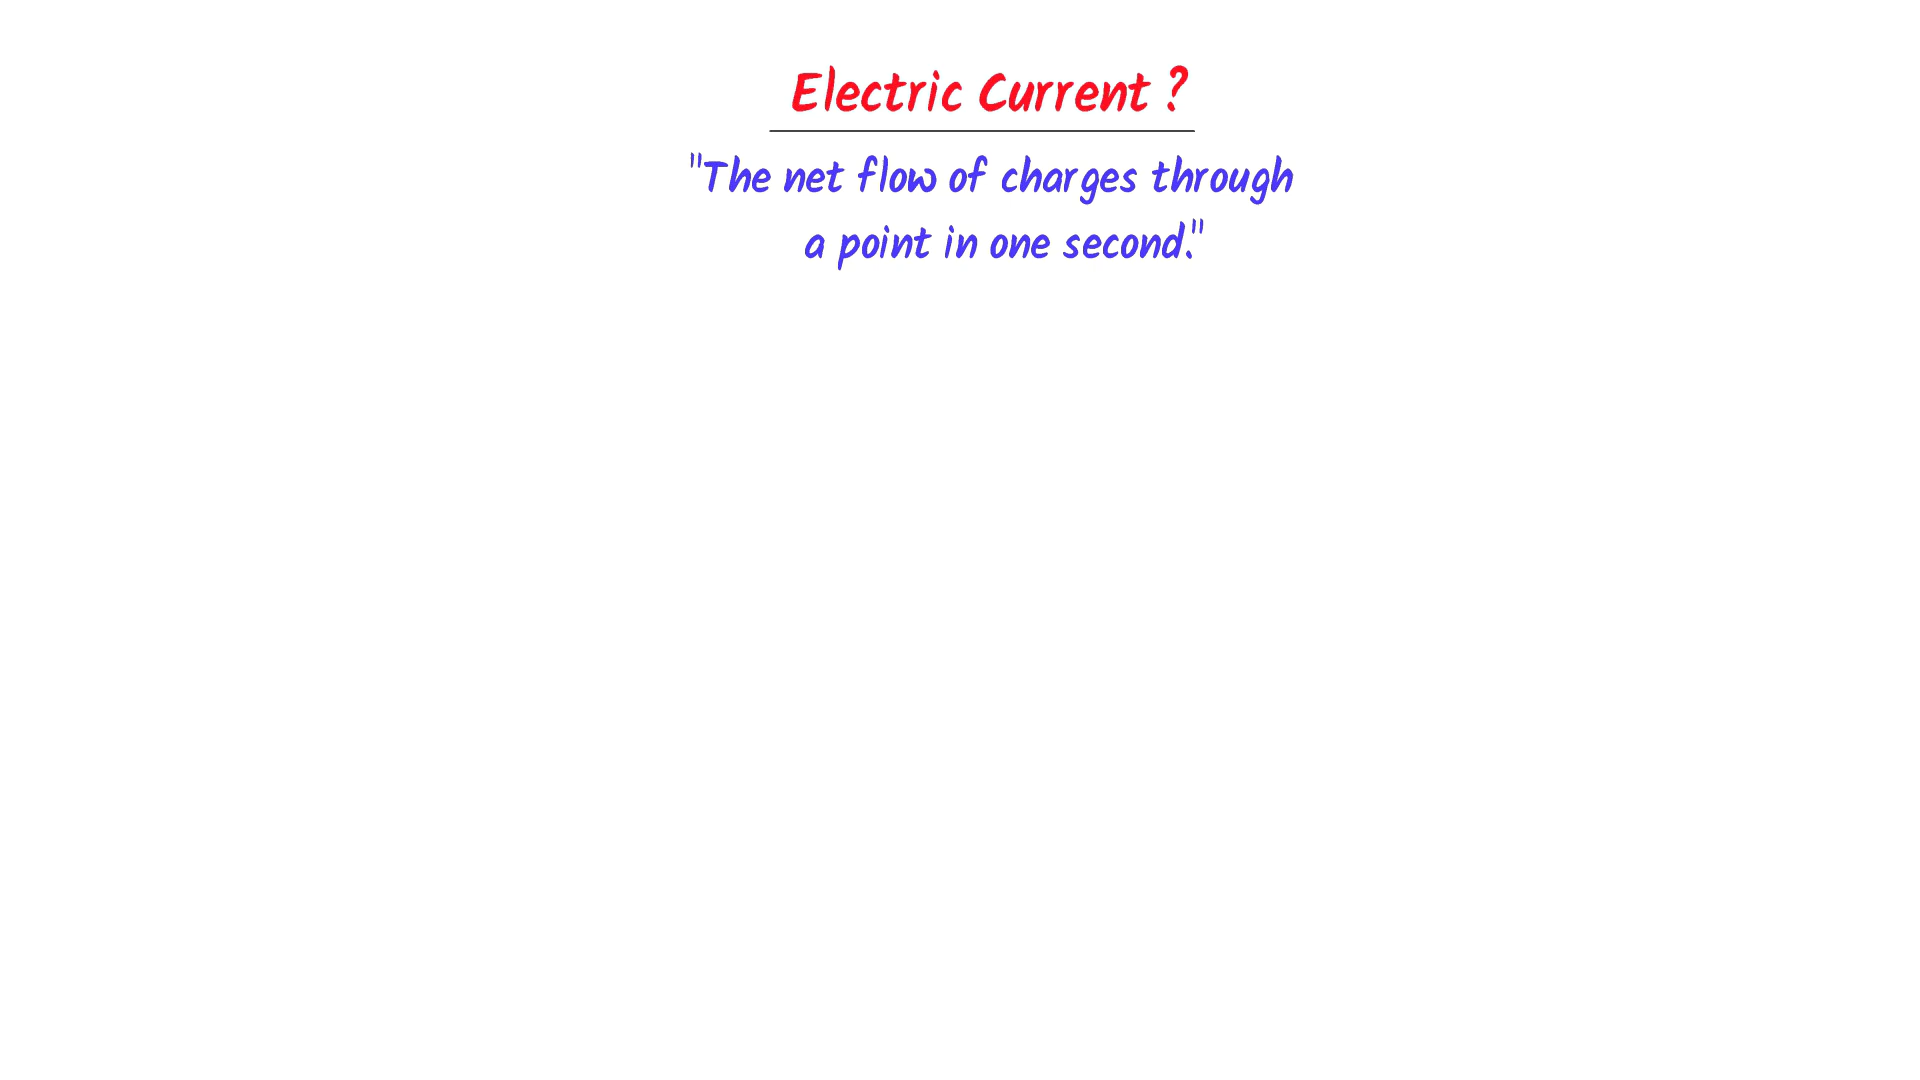 Electric Current ?
"The net flow of charges through
a point in one second."